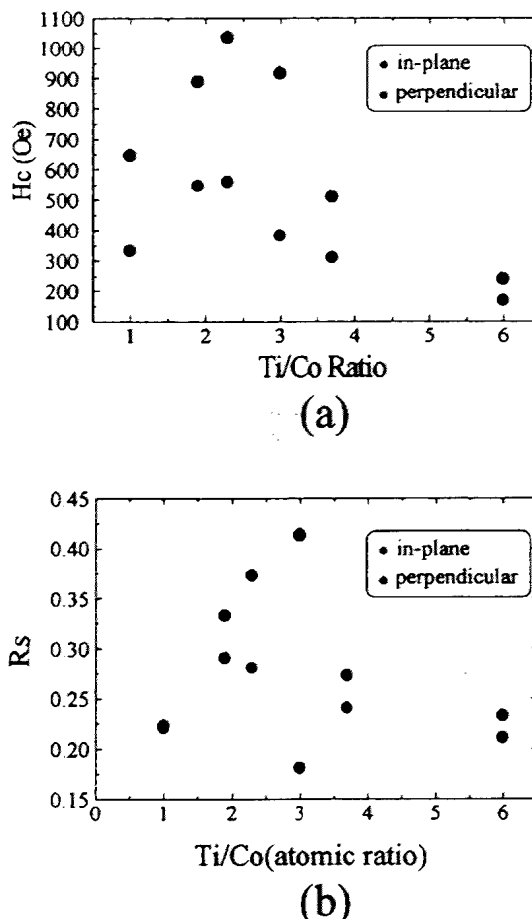 1100
1000
900
800
700
600
500
400
300
200
100
Hc (Oe)
in-plane
perpendicular
1 2 3 4 5 6
Ti/Co Ratio
(a)
0.45
0.40
0.35
0.30
0.25
0.20
0.15
Rs
in-plane
perpendicular
0 1 2 3 4 5 6
Ti/Co(atomic ratio)
(b)